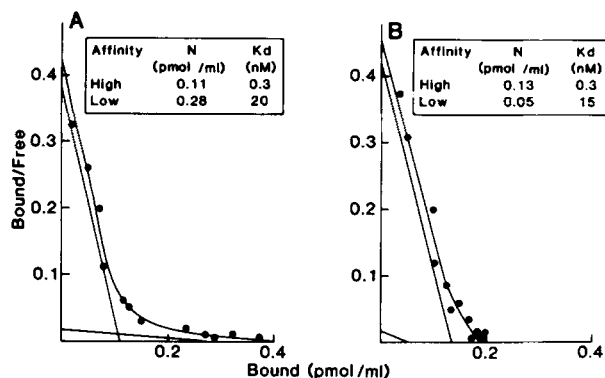 A
Affinity N Kd
(pmol /ml) (nM)
High 0.11 0.3
Low 0.28 20
B
Affinity N Kd
(pmol /ml) (nM)
High 0.13 0.3
Low 0.05 15
Bound/Free
0.4
0.3
0.2
0.1
0.4
0.3
0.2
0.1
0.2 0.4
0.2 0.4
Bound (pmol /ml)